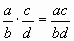 a/b · c/d = ac/bd